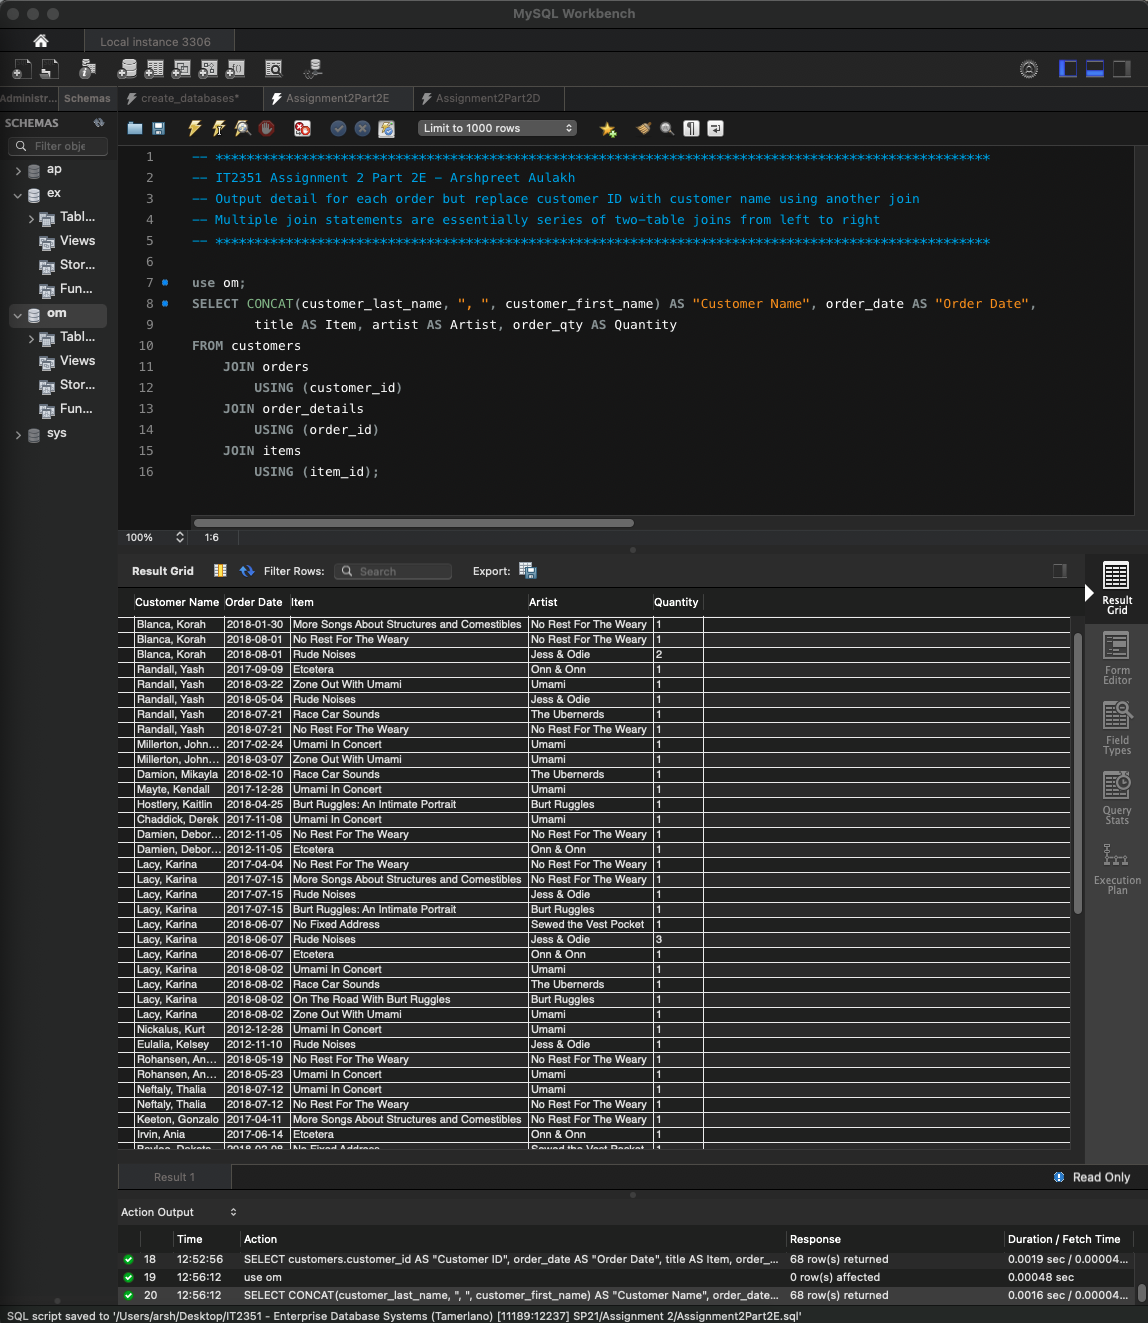 MySQL Workbench
Local instance 3306
Administr... Schemas create_databases* Assignment2Part2E Assignment2Part2D
SCHEMAS
Filter obje
Limit to 1000 rows
ap
ex
Tabl...
Views
Stor...
Fun...
om
Tabl...
Views
Stor...
Fun...
sys
1 -- ***************************************************************************************************
2 -- IT2351 Assignment 2 Part 2E - Arshpreet Aulakh
3 -- Output detail for each order but replace customer ID with customer name using another join
4 -- Multiple join statements are essentially series of two-table joins from left to right
5 -- ***************************************************************************************************
6
7 use om;
8 SELECT CONCAT(customer_last_name, ", ", customer_first_name) AS "Customer Name", order_date AS "Order Date",
9 title AS Item, artist AS Artist, order_qty AS Quantity
10 FROM customers
11 JOIN orders
12 USING (customer_id)
13 JOIN order_details
14 USING (order_id)
15 JOIN items
16 USING (item_id);
100% 1:6
Result Grid Filter Rows: Search Export:
Customer Name Order Date Item Artist Quantity
Blanca, Korah 2018-01-30 More Songs About Structures and Comestibles No Rest For The Weary 1
Blanca, Korah 2018-08-01 No Rest For The Weary No Rest For The Weary 1
Blanca, Korah 2018-08-01 Rude Noises Jess & Odie 2
Randall, Yash 2017-09-09 Etcetera Onn & Onn 1
Randall, Yash 2018-03-22 Zone Out With Umami Umami 1
Randall, Yash 2018-05-04 Rude Noises Jess & Odie 1
Randall, Yash 2018-07-21 Race Car Sounds The Ubernerds 1
Randall, Yash 2018-07-21 No Rest For The Weary No Rest For The Weary 1
Millerton, John... 2017-02-24 Umami In Concert Umami 1
Millerton, John... 2018-03-07 Zone Out With Umami Umami 1
Damion, Mikayla 2018-02-10 Race Car Sounds The Ubernerds 1
Mayte, Kendall 2017-12-28 Umami In Concert Umami 1
Hostlery, Kaitlin 2018-04-25 Burt Ruggles: An Intimate Portrait Burt Ruggles 1
Chaddick, Derek 2017-11-08 Umami In Concert Umami 1
Damien, Debor... 2012-11-05 No Rest For The Weary No Rest For The Weary 1
Damien, Debor... 2012-11-05 Etcetera Onn & Onn 1
Lacy, Karina 2017-04-04 No Rest For The Weary No Rest For The Weary 1
Lacy, Karina 2017-07-15 More Songs About Structures and Comestibles No Rest For The Weary 1
Lacy, Karina 2017-07-15 Rude Noises Jess & Odie 1
Lacy, Karina 2017-07-15 Burt Ruggles: An Intimate Portrait Burt Ruggles 1
Lacy, Karina 2018-06-07 No Fixed Address Sewed the Vest Pocket 1
Lacy, Karina 2018-06-07 Rude Noises Jess & Odie 3
Lacy, Karina 2018-06-07 Etcetera Onn & Onn 1
Lacy, Karina 2018-08-02 Umami In Concert Umami 1
Lacy, Karina 2018-08-02 Race Car Sounds The Ubernerds 1
Lacy, Karina 2018-08-02 On The Road With Burt Ruggles Burt Ruggles 1
Lacy, Karina 2018-08-02 Zone Out With Umami Umami 1
Nickalus, Kurt 2012-12-28 Umami In Concert Umami 1
Eulalia, Kelsey 2012-11-10 Rude Noises Jess & Odie 1
Rohansen, An... 2018-05-19 No Rest For The Weary No Rest For The Weary 1
Rohansen, An... 2018-05-23 Umami In Concert Umami 1
Neftaly, Thalia 2018-07-12 Umami In Concert Umami 1
Neftaly, Thalia 2018-07-12 No Rest For The Weary No Rest For The Weary 1
Keeton, Gonzalo 2017-04-11 More Songs About Structures and Comestibles No Rest For The Weary 1
Irvin, Ania 2017-06-14 Etcetera Onn & Onn 1
No Fixed Address Sewed the Vest Pocket 1
Result
Grid
Form
Editor
Field
Types
Query
Stats
Execution
Plan
Result 1 Read Only
Action Output
Time Action Response Duration / Fetch Time
18 12:52:56 SELECT customers.customer_id AS "Customer ID", order_date AS "Order Date", title AS Item, order_... 68 row(s) returned 0.0019 sec / 0.00004...
19 12:56:12 use om 0 row(s) affected 0.00048 sec
20 12:56:12 SELECT CONCAT(customer_last_name, ", ", customer_first_name) AS "Customer Name", order_date... 68 row(s) returned 0.0016 sec / 0.00004...
SQL script saved to '/Users/arsh/Desktop/IT2351 - Enterprise Database Systems (Tamerlano) [11189:12237] SP21/Assignment 2/Assignment2Part2E.sql'